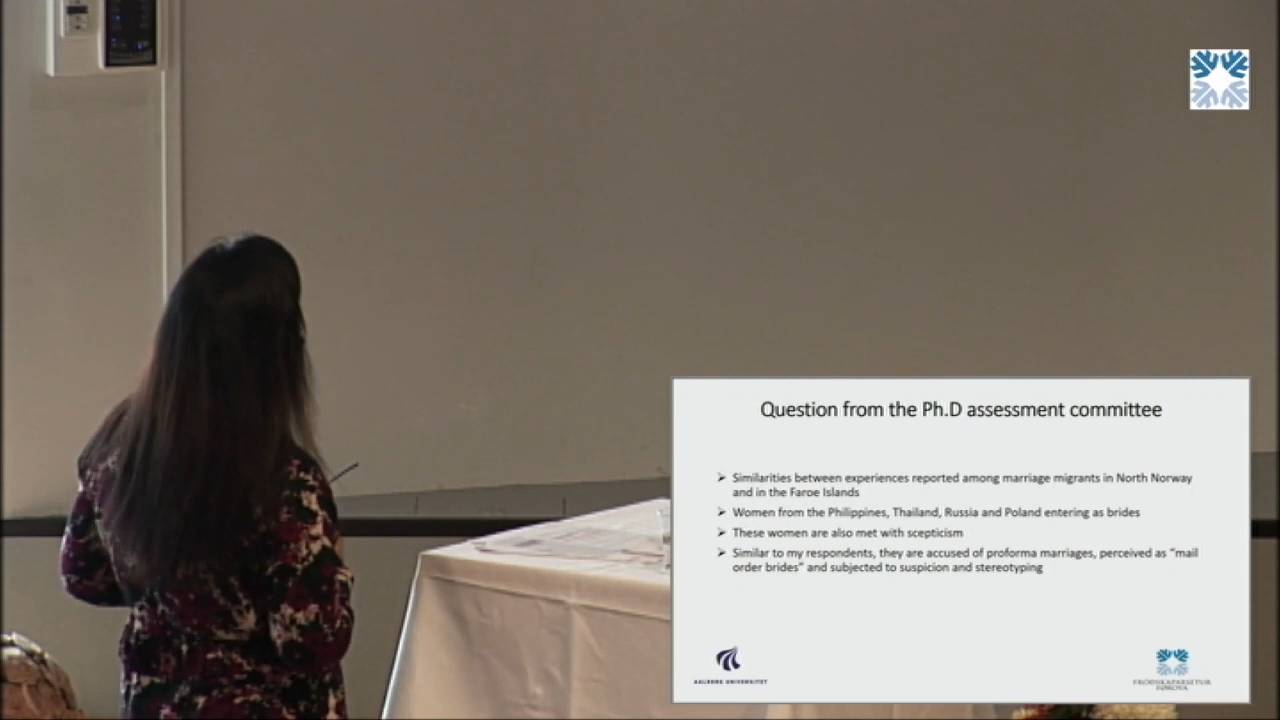 Question from the Ph.D assessment committee
➢ Similarities between experiences reported among marriage migrants in North Norway
and in the Faroe Islands
➢ Women from the Philippines, Thailand, Russia and Poland entering as brides
➢ These women are also met with scepticism
➢ Similar to my respondents, they are accused of proforma marriages, perceived as “mail
order brides” and subjected to suspicion and stereotyping
AALBORG UNIVERSITET
FRÓÐSKAPARSETUR
FØROYA